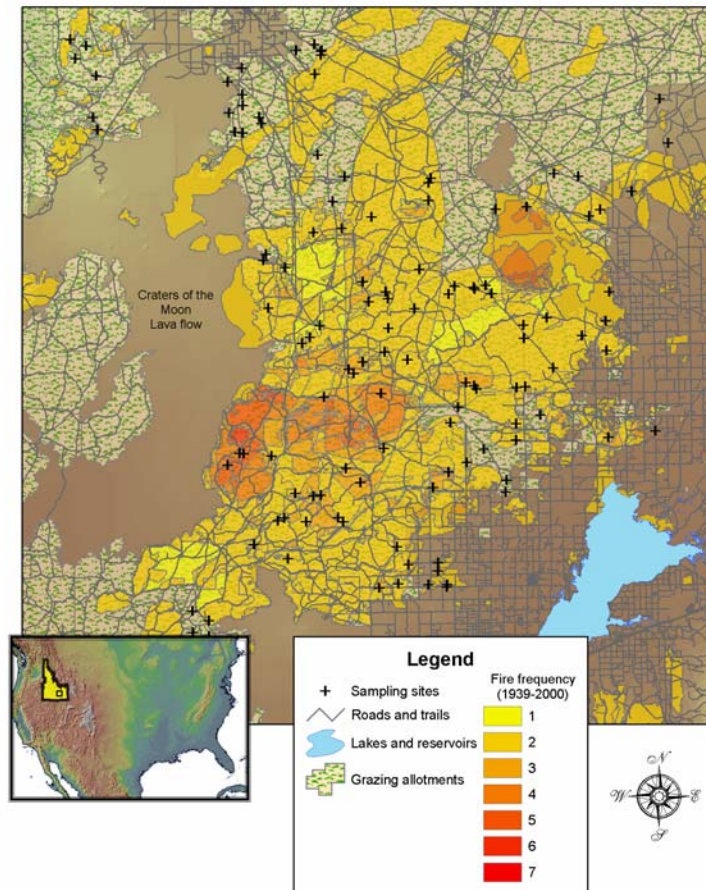 Craters of the
Moon
Lava flow
Legend
Sampling sites
Roads and trails
Lakes and reservoirs
Grazing allotments
Fire frequency
(1939-2000)
1
2
3
4
5
6
7
N
W
E
S